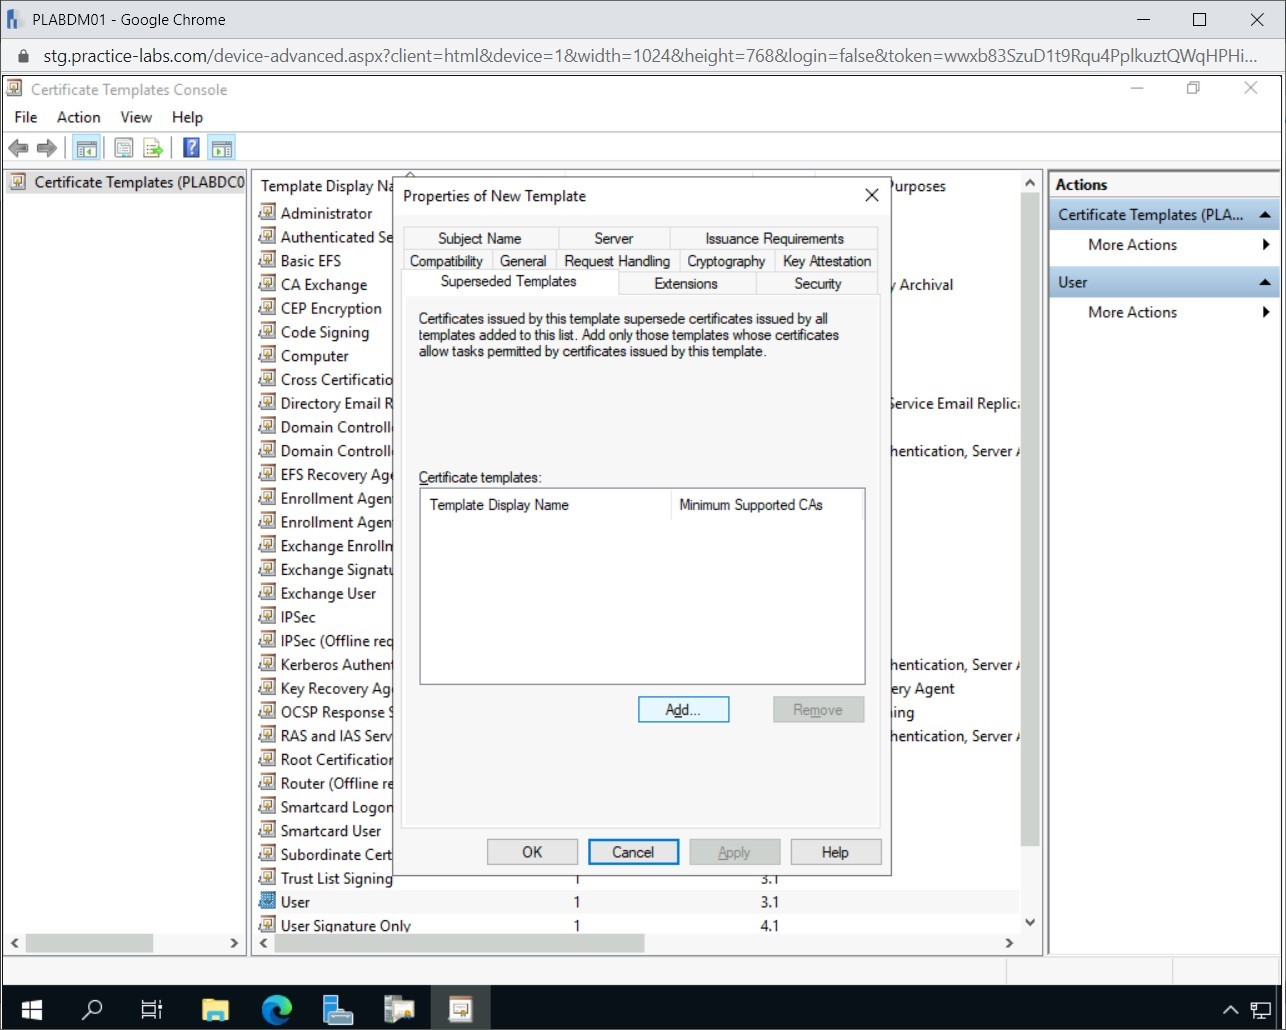 PLABDM01 - Google Chrome
stg.practice-labs.com/device-advanced.aspx?client=html&device=1&width=1024&height=768&login=false&token=wwxb83SzuD1t9Rqu4PplkuztQWqHPHi...
Certificate Templates Console
File Action View Help
Certificate Templates (PLABDC0
Template Display Na
urposes
Administrator
Authenticated Se
Basic EFS
CA Exchange
y Archival
CEP Encryption
Code Signing
Computer
Cross Certificatio
Directory Email R
Service Email Replica
Domain Controll
Domain Controll
hentication, Server A
EFS Recovery Age
Enrollment Agen
Enrollment Agen
Exchange Enrolln
Exchange Signatu
Exchange User
IPSec
IPSec (Offline req
Kerberos Authent
hentication, Server A
Key Recovery Ag
ery Agent
OCSP Response S
ing
RAS and IAS Serv
hentication, Server A
Root Certification
Router (Offline re
Smartcard Logon
Smartcard User
Subordinate Cert
Trust List Signing 1 3.1
User 1 3.1
User Signature Only 1 4.1
Properties of New Template
Subject Name Server Issuance Requirements
Compatibility General Request Handling Cryptography Key Attestation
Superseded Templates Extensions Security
Certificates issued by this template supersede certificates issued by all
templates added to this list. Add only those templates whose certificates
allow tasks permitted by certificates issued by this template.
Certificate templates:
Template Display Name Minimum Supported CAs
Add... Remove
OK Cancel Apply Help
Actions
Certificate Templates (PLA...
More Actions
User
More Actions